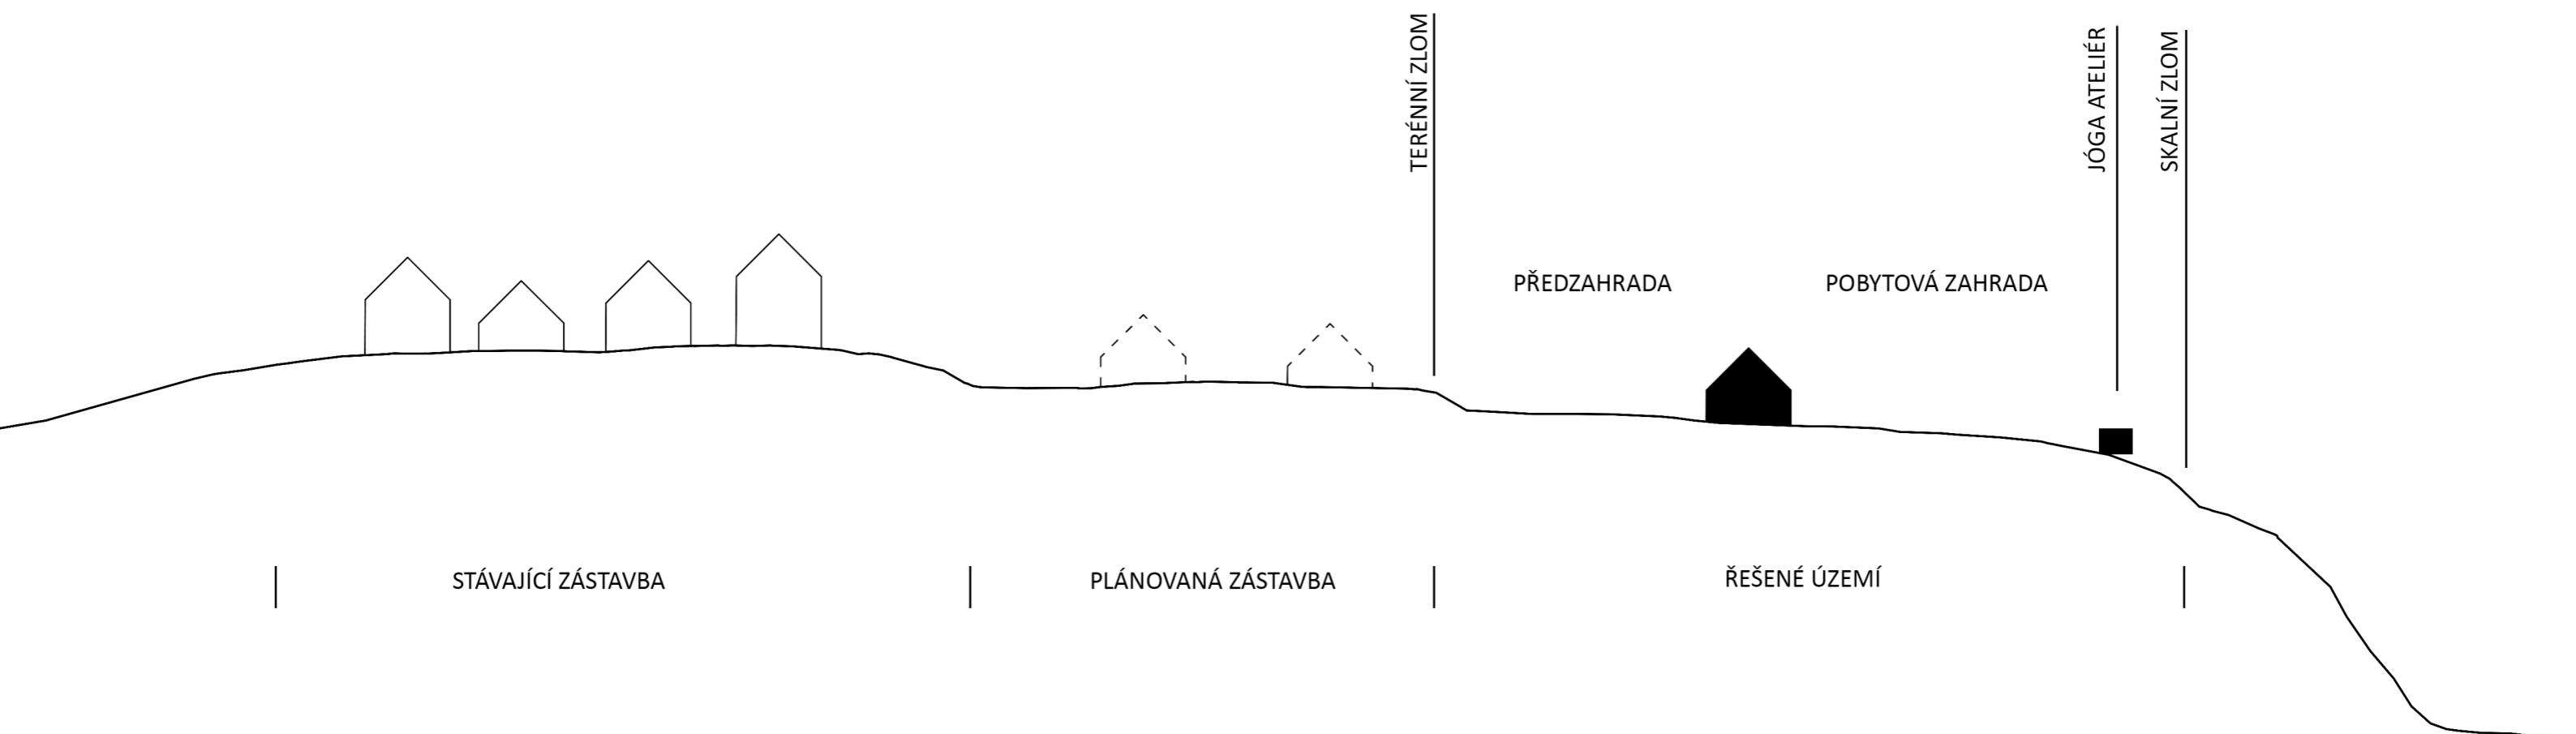 TERÉNNÍ ZLOM
JÓGA ATELIÉR
SKALNÍ ZLOM
PŘEDZAHRADA
POBYTOVÁ ZAHRADA
STÁVAJÍCÍ ZÁSTAVBA
PLÁNOVANÁ ZÁSTAVBA
ŘEŠENÉ ÚZEMÍ